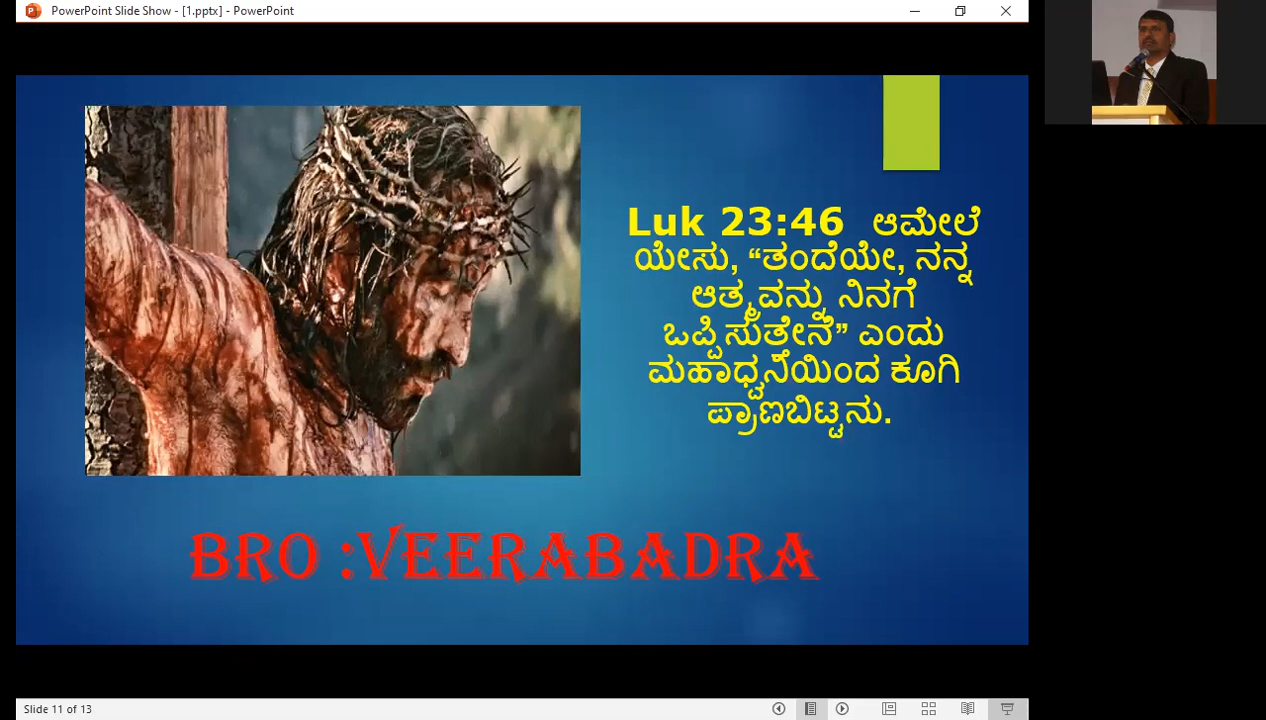 PowerPoint Slide Show - [1.pptx] - PowerPoint
Luk 23:46 ಆಮೇಲೆ
ಯೇಸು, “ತಂದೆಯೇ, ನನ್ನ
ಆತ್ಮವನ್ನು ನಿನಗೆ
ಒಪ್ಪಿಸುತ್ತೇನೆ” ಎಂದು
ಮಹಾಧ್ವನಿಯಿಂದ ಕೂಗಿ
ಪ್ರಾಣಬಿಟ್ಟನು.
BRO :VEERABADRA
Slide 11 of 13